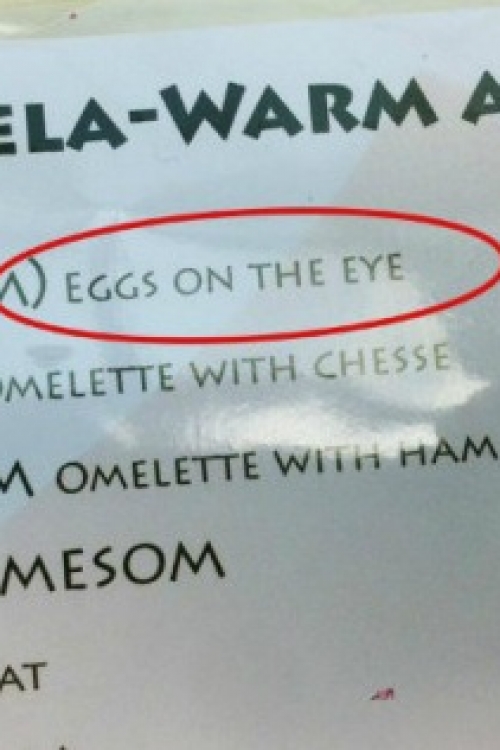 ELA-WARM A
) EGGS ON THE EYE
OMELETTE WITH CHESSE
M OMELETTE WITH HAM
MESOM
AT